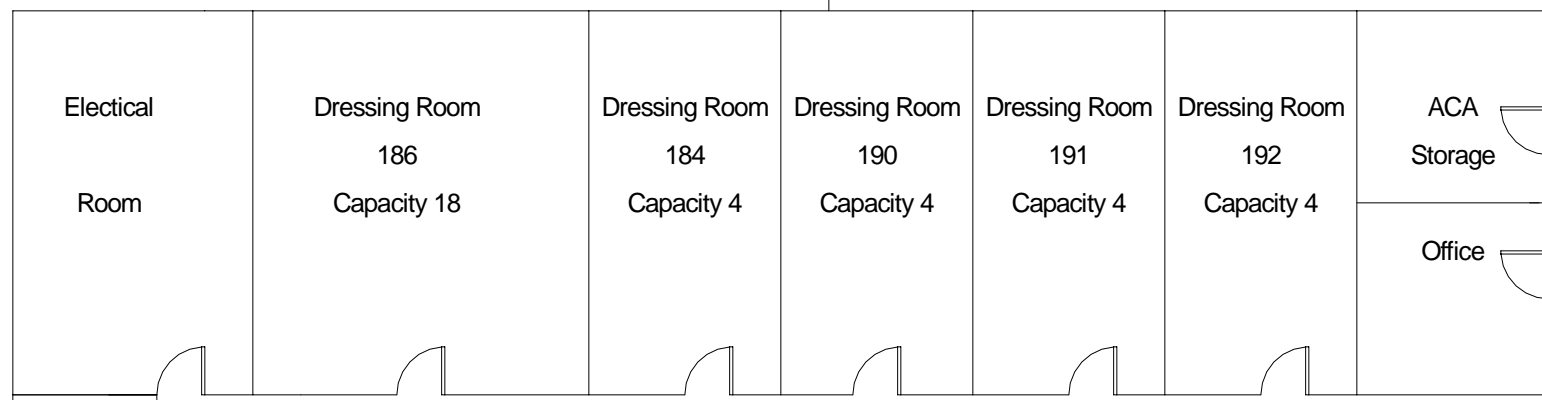 Electical
Room
Dressing Room
186
Capacity 18
Dressing Room
184
Capacity 4
Dressing Room
190
Capacity 4
Dressing Room
191
Capacity 4
Dressing Room
192
Capacity 4
ACA
Storage
Office